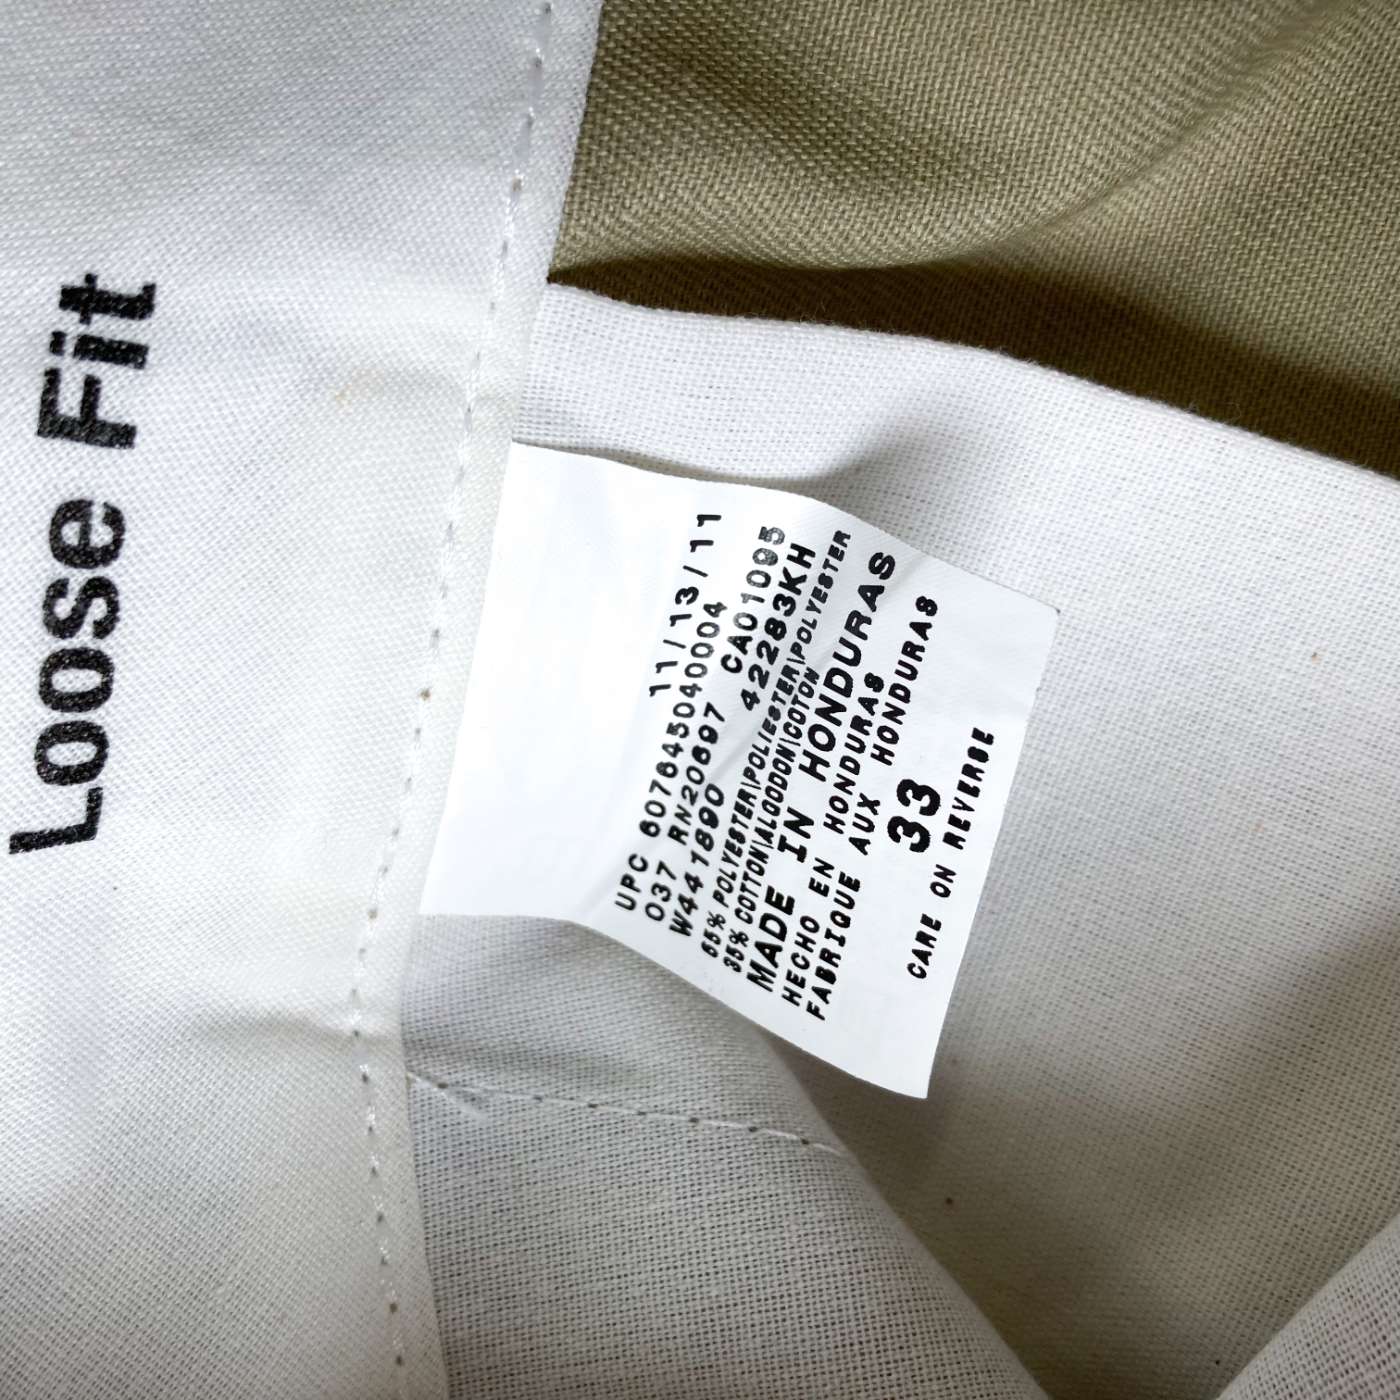 Loose Fit
11/13/11
UPC 607645040004
037 RN20697 CA01095
W441890 42283KH
65% POLYESTER\POLIESTER\POLYESTER
35% COTTON\ALGODON\COTON
MADE IN HONDURAS
HECHO EN HONDURAS
FABRIQUE AUX HONDURAS
33
CARE ON REVERSE